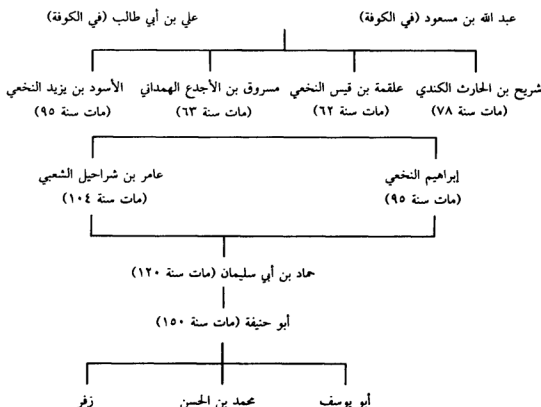 عبد الله بن مسعود (في الكوفة) علي بن أبي طالب (في الكوفة)
شريح بن الحارث الكندي علقمة بن قيس النخعي مسروق بن الأجدع الهمداني الأسود بن يزيد النخعي
(مات سنة ٧٨) (مات سنة ٦٢) (مات سنة ٦٣) (مات سنة ٩٥)
إبراهيم النخعي عامر بن شراحيل الشعبي
(مات سنة ٩٥) (مات سنة ١٠٤)
حماد بن أبي سليمان (مات سنة ١٢٠)
أبو حنيفة (مات سنة ١٥٠)
أبو يوسف محمد بن الحسن زفر